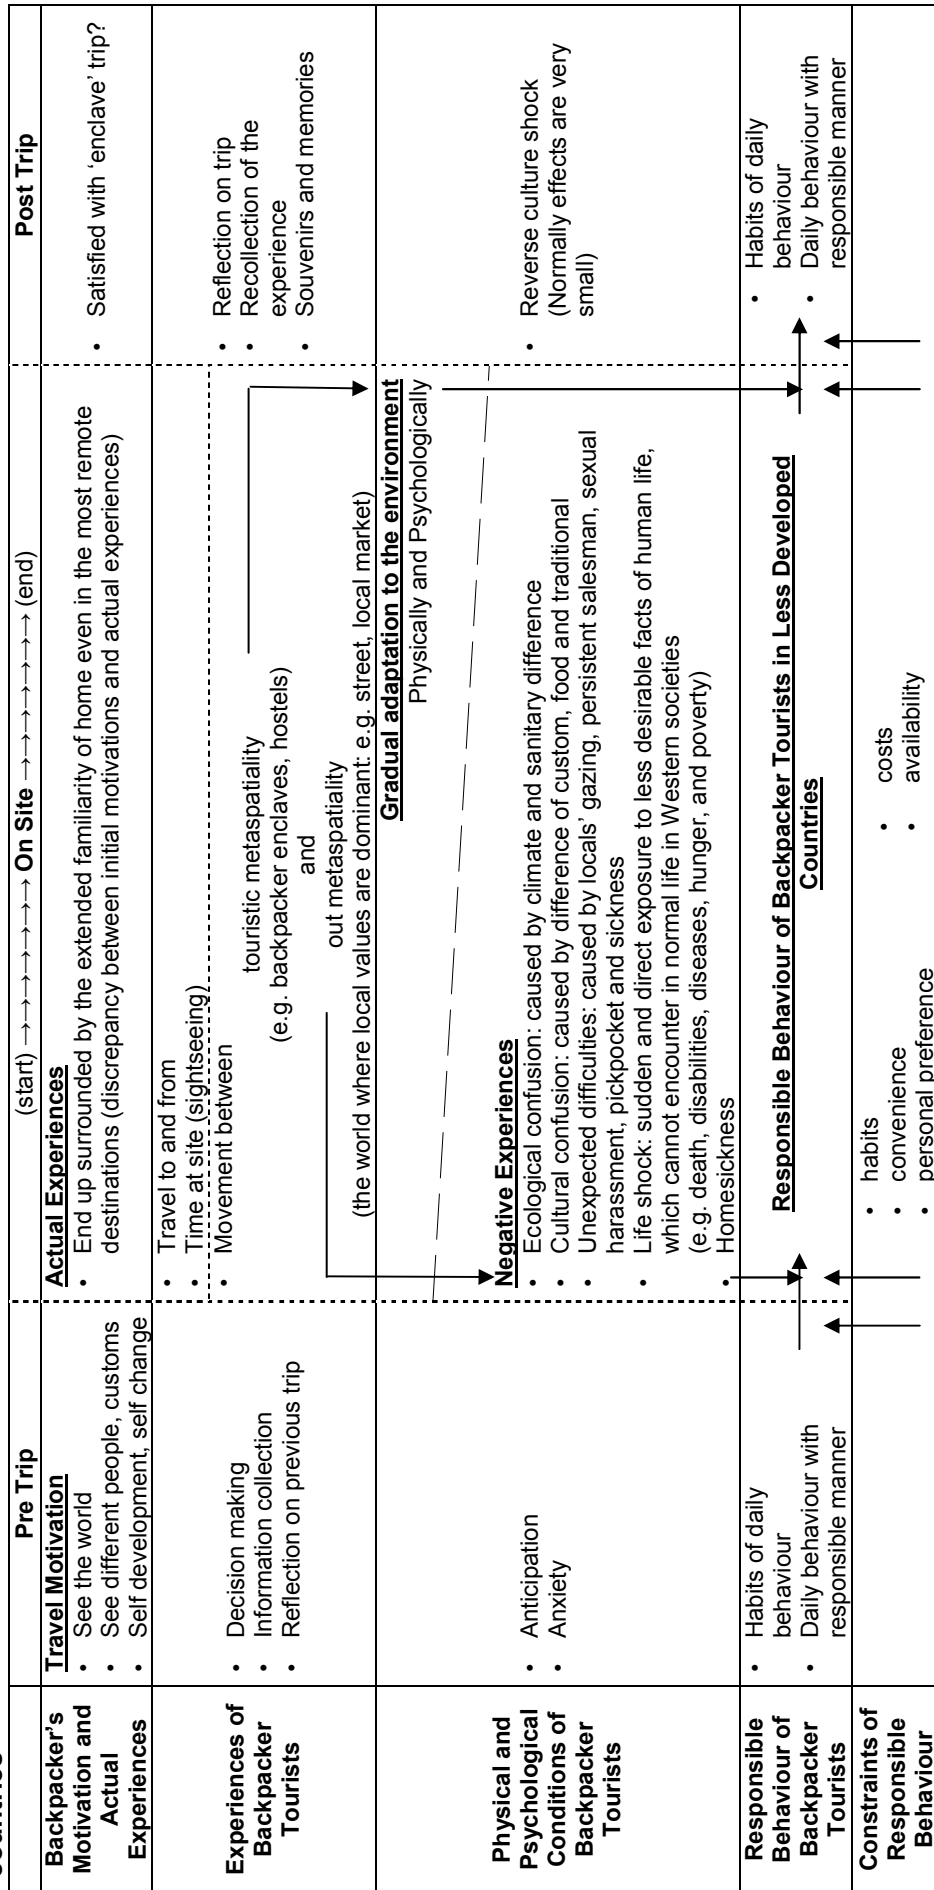 Pre Trip
(start) →→→→→→→ On Site →→→→→→→→ (end)
Post Trip
Backpacker's
Motivation and
Actual
Experiences
Travel Motivation
• See the world
• See different people, customs
• Self development, self change
Actual Experiences
• End up surrounded by the extended familiarity of home even in the most remote
destinations (discrepancy between initial motivations and actual experiences)
• Satisfied with ‘enclave’ trip?
Experiences of
Backpacker
Tourists
• Decision making
• Information collection
• Reflection on previous trip
• Travel to and from
• Time at site (sightseeing)
• Movement between
touristic metaspatiality
(e.g. backpacker enclaves, hostels)
and
out metaspatiality
(the world where local values are dominant: e.g. street, local market)
• Reflection on trip
• Recollection of the
experience
• Souvenirs and memories
Physical and
Psychological
Conditions of
Backpacker
Tourists
• Anticipation
• Anxiety
Gradual adaptation to the environment
Physically and Psychologically
Negative Experiences
• Ecological confusion: caused by climate and sanitary difference
• Cultural confusion: caused by difference of custom, food and traditional
• Unexpected difficulties: caused by locals’ gazing, persistent salesman, sexual
harassment, pickpocket and sickness
• Life shock: sudden and direct exposure to less desirable facts of human life,
which cannot encounter in normal life in Western societies
(e.g. death, disabilities, diseases, hunger, and poverty)
• Homesickness
• Reverse culture shock
(Normally effects are very
small)
Responsible
Behaviour of
Backpacker
Tourists
• Habits of daily
behaviour
• Daily behaviour with
responsible manner
Responsible Behaviour of Backpacker Tourists in Less Developed
Countries
• Habits of daily
behaviour
• Daily behaviour with
responsible manner
Constraints of
Responsible
Behaviour
• habits
• convenience
• personal preference
• costs
• availability